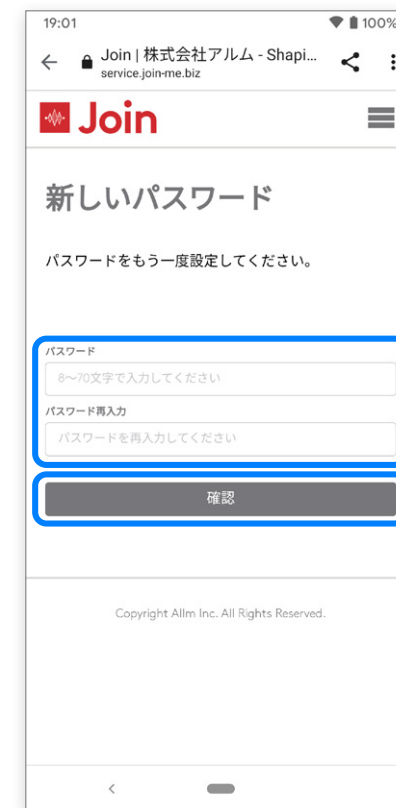 19:01
100%
Join | 株式会社アルム - Shapi...
service.join-me.biz
Join
新しいパスワード
パスワードをもう一度設定してください。
パスワード
8〜70文字で入力してください
パスワード再入力
パスワードを再入力してください
確認
Copyright Allm Inc. All Rights Reserved.